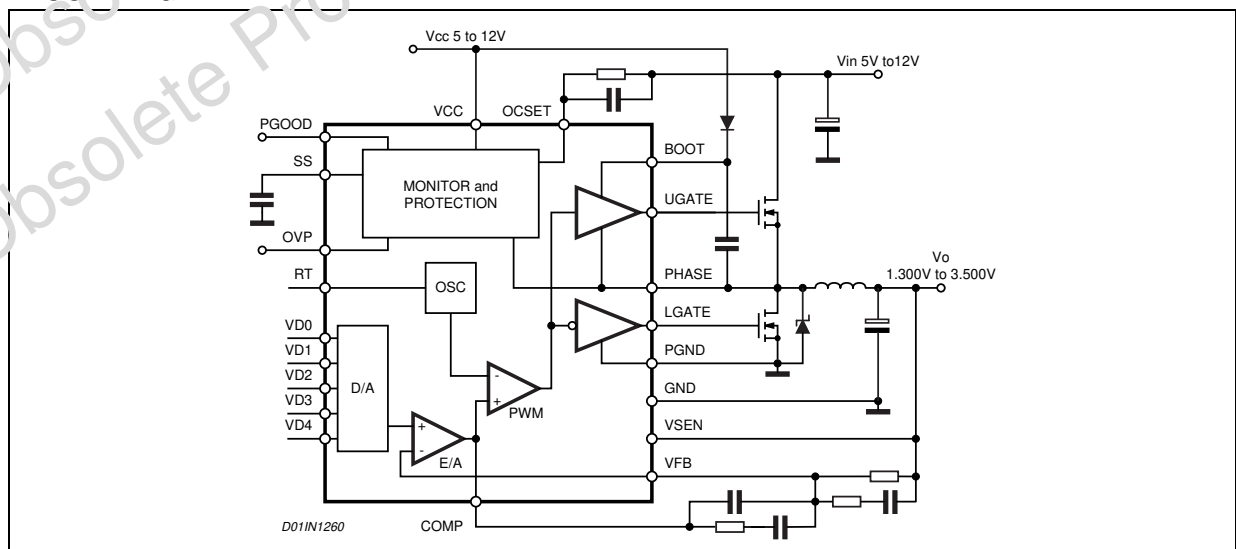 Obsolete Pro
Vcc 5 to 12V
Vin 5V to12V
VCC
OCSET
PGOOD
BOOT
SS
MONITOR and
PROTECTION
UGATE
OVP
Vo
1.300V to 3.500V
RT
OSC
PHASE
LGATE
VD0
VD1
PGND
VD2
D/A
-
+
PWM
GND
VD3
VD4
+
-
E/A
VSEN
VFB
D01IN1260
COMP